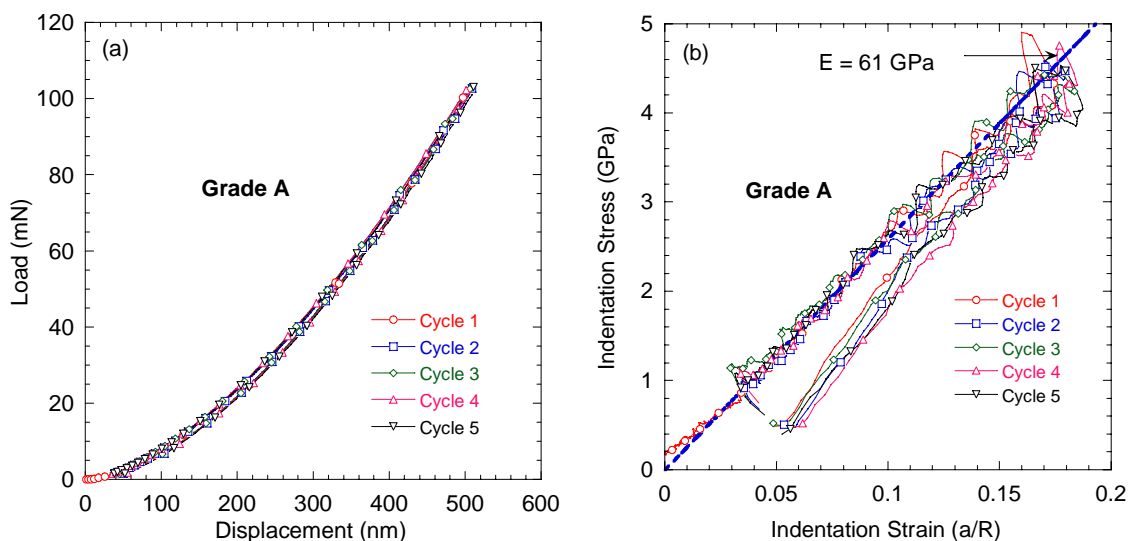 (a)
Grade A
Load (mN)
120
100
80
60
40
20
0
Cycle 1
Cycle 2
Cycle 3
Cycle 4
Cycle 5
0 100 200 300 400 500 600
Displacement (nm)
(b)
E = 61 GPa
Grade A
Indentation Stress (GPa)
5
4
3
2
1
0
Cycle 1
Cycle 2
Cycle 3
Cycle 4
Cycle 5
0 0.05 0.1 0.15 0.2
Indentation Strain (a/R)